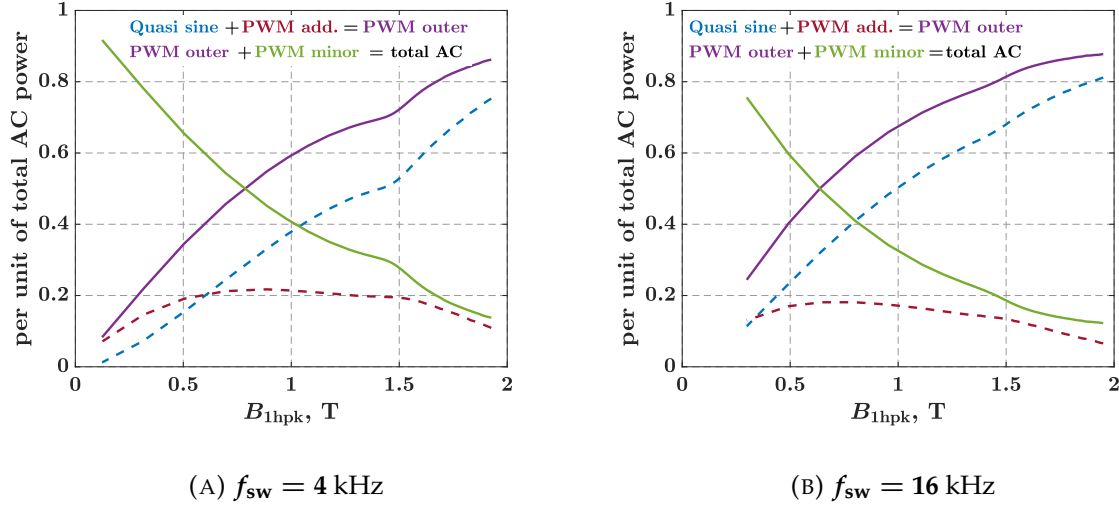 Quasi sine + PWM add. = PWM outer
PWM outer + PWM minor = total AC
per unit of total AC power
1
0.8
0.6
0.4
0.2
0
0
0.5
1
1.5
2
B1hpk, T
(A) fsw = 4 kHz
Quasi sine + PWM add. = PWM outer
PWM outer + PWM minor = total AC
per unit of total AC power
1
0.8
0.6
0.4
0.2
0
0
0.5
1
1.5
2
B1hpk, T
(B) fsw = 16 kHz